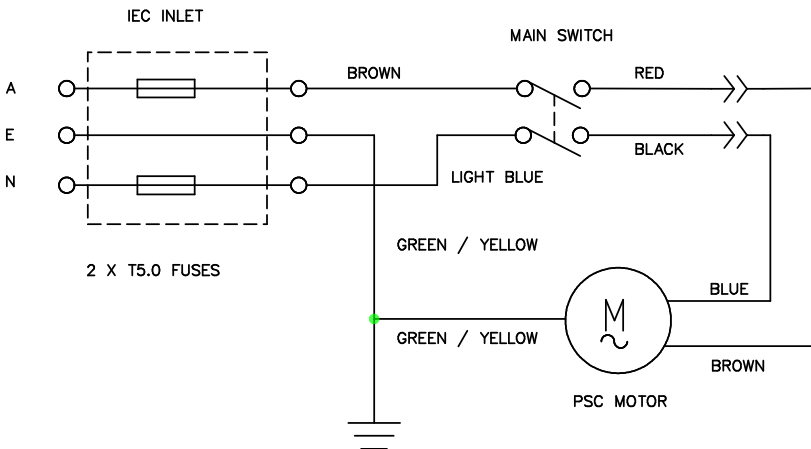 IEC INLET
MAIN SWITCH
A
BROWN
RED
E
BLACK
N
LIGHT BLUE
GREEN / YELLOW
2 X T5.0 FUSES
M
BLUE
GREEN / YELLOW
BROWN
PSC MOTOR